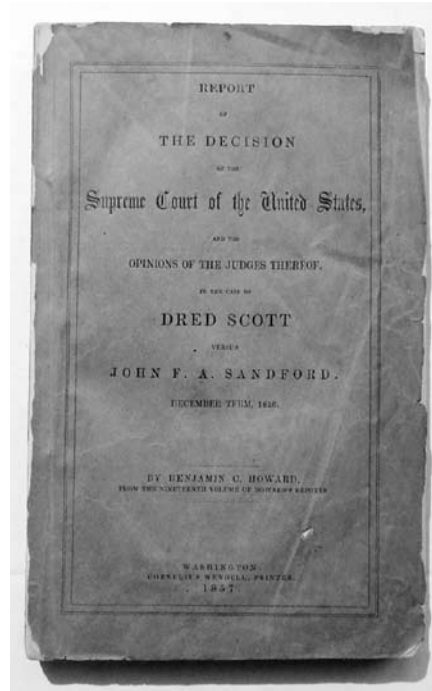 REPORT
OF
THE DECISION
OF THE
Supreme Court of the United States,
AND THE
OPINIONS OF THE JUDGES THEREOF,
IN THE CASE OF
DRED SCOTT
VERSUS
JOHN F. A. SANDFORD.
DECEMBER TERM, 1856.
BY BENJAMIN C. HOWARD,
FROM THE NINETEENTH VOLUME OF HOWARD'S REPORTS
WASHINGTON:
CORNELIUS WENDELL, PRINTER.
1857.